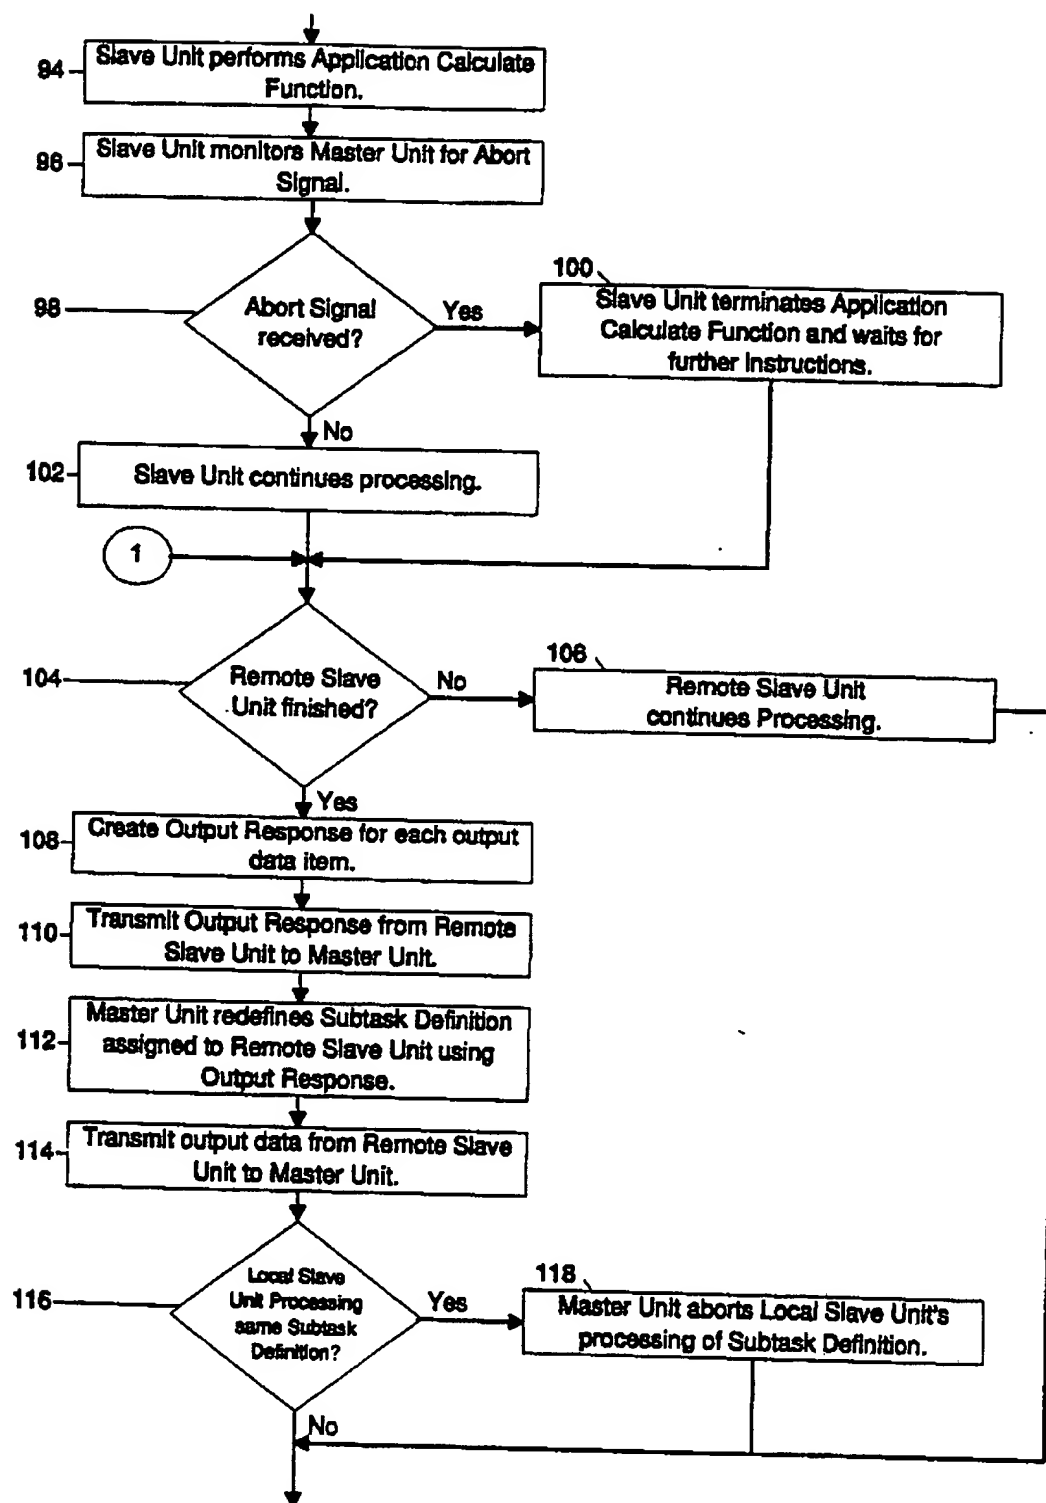 94
Slave Unit performs Application Calculate
Function.
96
Slave Unit monitors Master Unit for Abort
Signal.
98
Abort Signal
received?
Yes
100
Slave Unit terminates Application
Calculate Function and waits for
further Instructions.
No
102
Slave Unit continues processing.
1
104
Remote Slave
Unit finished?
No
106
Remote Slave Unit
continues Processing.
Yes
108
Create Output Response for each output
data item.
110
Transmit Output Response from Remote
Slave Unit to Master Unit.
112
Master Unit redefines Subtask Definition
assigned to Remote Slave Unit using
Output Response.
114
Transmit output data from Remote Slave
Unit to Master Unit.
116
Local Slave
Unit Processing
same Subtask
Definition?
Yes
118
Master Unit aborts Local Slave Unit's
processing of Subtask Definition.
No